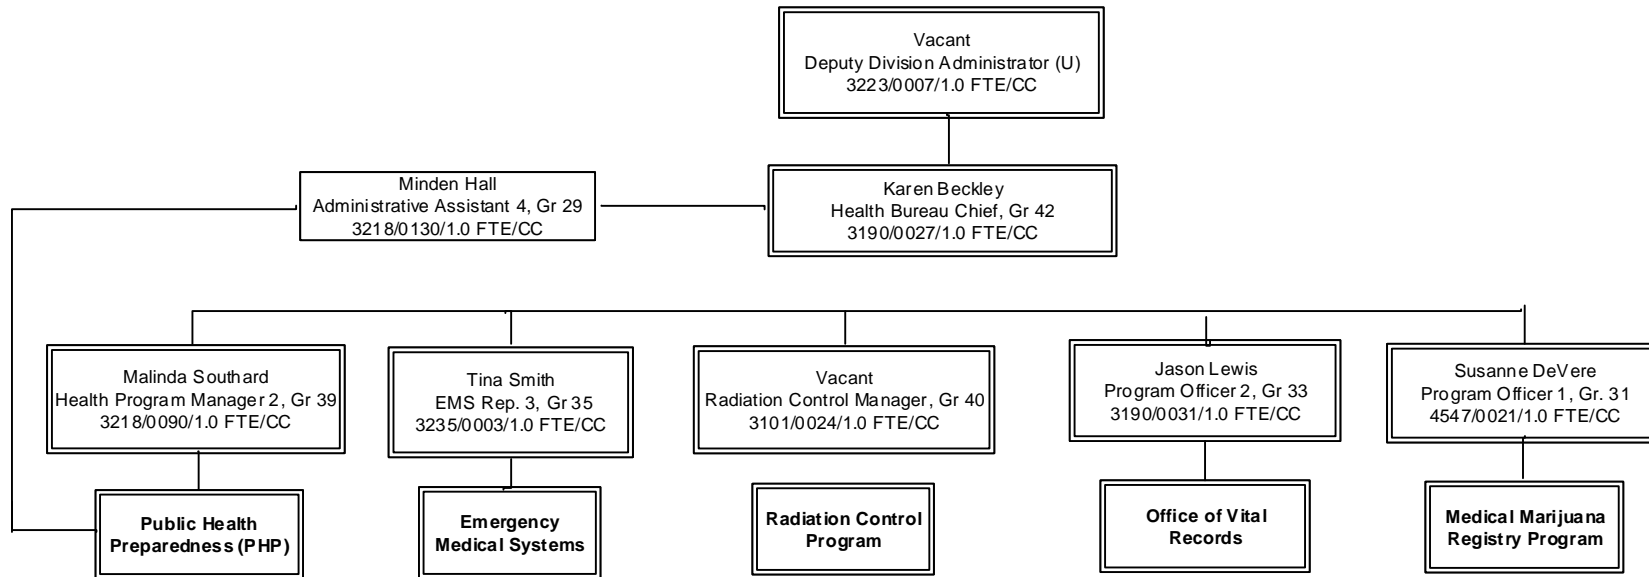 Vacant
Deputy Division Administrator (U)
3223/0007/1.0 FTE/CC
Minden Hall
Administrative Assistant 4, Gr 29
3218/0130/1.0 FTE/CC
Karen Beckley
Health Bureau Chief, Gr 42
3190/0027/1.0 FTE/CC
Malinda Southard
Health Program Manager 2, Gr 39
3218/0090/1.0 FTE/CC
Tina Smith
EMS Rep. 3, Gr 35
3235/0003/1.0 FTE/CC
Vacant
Radiation Control Manager, Gr 40
3101/0024/1.0 FTE/CC
Jason Lewis
Program Officer 2, Gr 33
3190/0031/1.0 FTE/CC
Susanne DeVere
Program Officer 1, Gr. 31
4547/0021/1.0 FTE/CC
Public Health
Preparedness (PHP)
Emergency
Medical Systems
Radiation Control
Program
Office of Vital
Records
Medical Marijuana
Registry Program